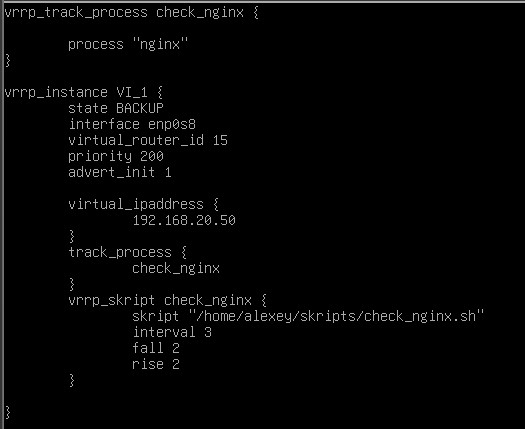 vrrp_track_process check_nginx {
process "nginx"
}
vrrp_instance VI_1 {
state BACKUP
interface enp0s8
virtual_router_id 15
priority 200
advert_init 1
virtual_ipaddress {
192.168.20.50
}
track_process {
check_nginx
}
vrrp_skript check_nginx {
skript "/home/alexey/skripts/check_nginx.sh"
interval 3
fall 2
rise 2
}
}